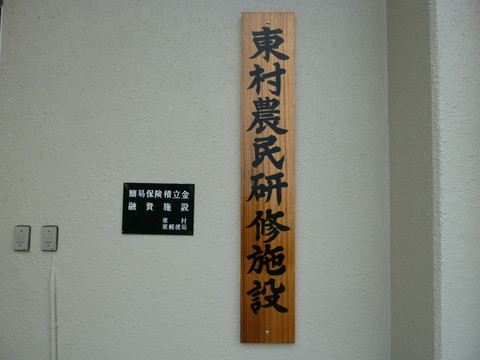 東村農民研修施設
簡易保険積立金
融資施設
東村
東郵便局